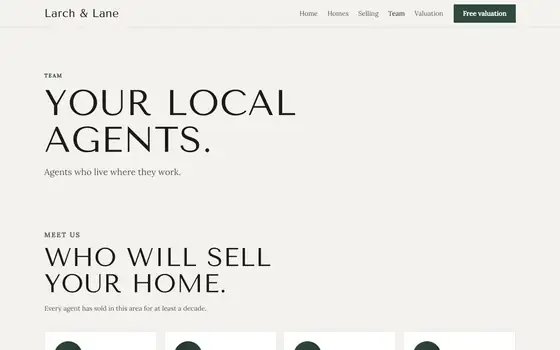 Larch & Lane
Home Homes Selling Team Valuation Free valuation
TEAM
YOUR LOCAL
AGENTS.
Agents who live where they work.
MEET US
WHO WILL SELL
YOUR HOME.
Every agent has sold in this area for at least a decade.